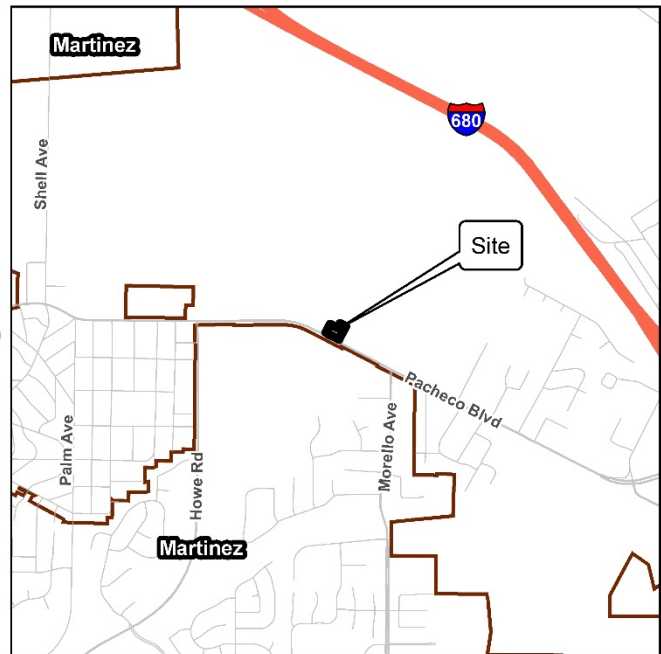 Martinez
680
Shell Ave
Site
Pacheco Blvd
Palm Ave
Howe Rd
Morello Ave
Martinez